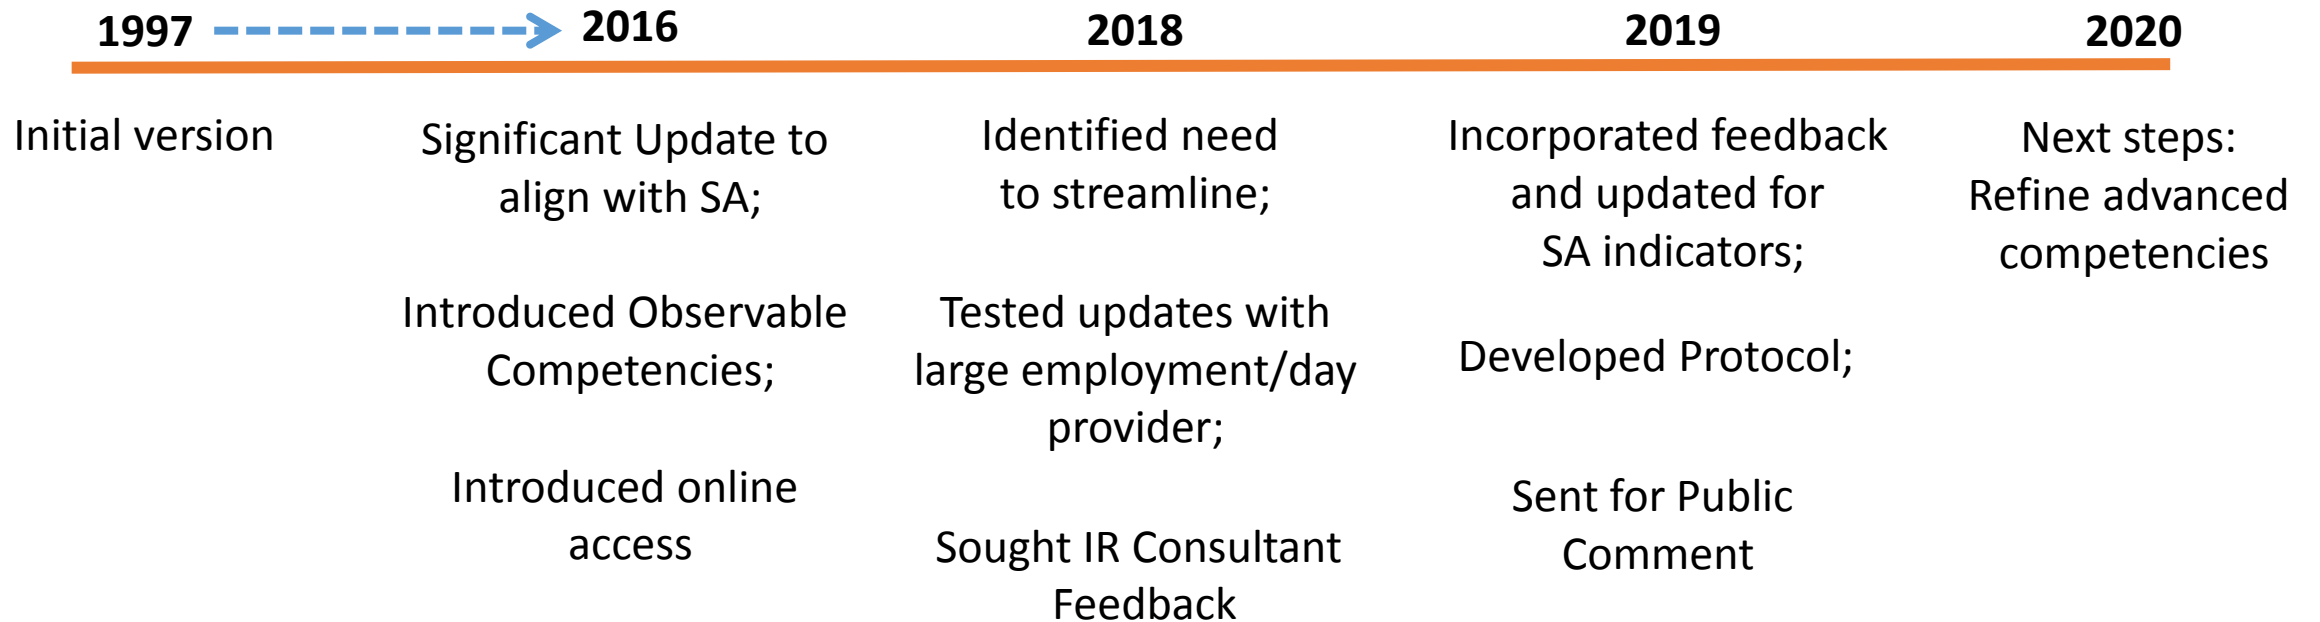 1997
2016
2018
2019
2020
Initial version
Significant Update to
align with SA;
Introduced Observable
Competencies;
Introduced online
access
Identified need
to streamline;
Tested updates with
large employment/day
provider;
Sought IR Consultant
Feedback
Incorporated feedback
and updated for
SA indicators;
Developed Protocol;
Sent for Public
Comment
Next steps:
Refine advanced
competencies